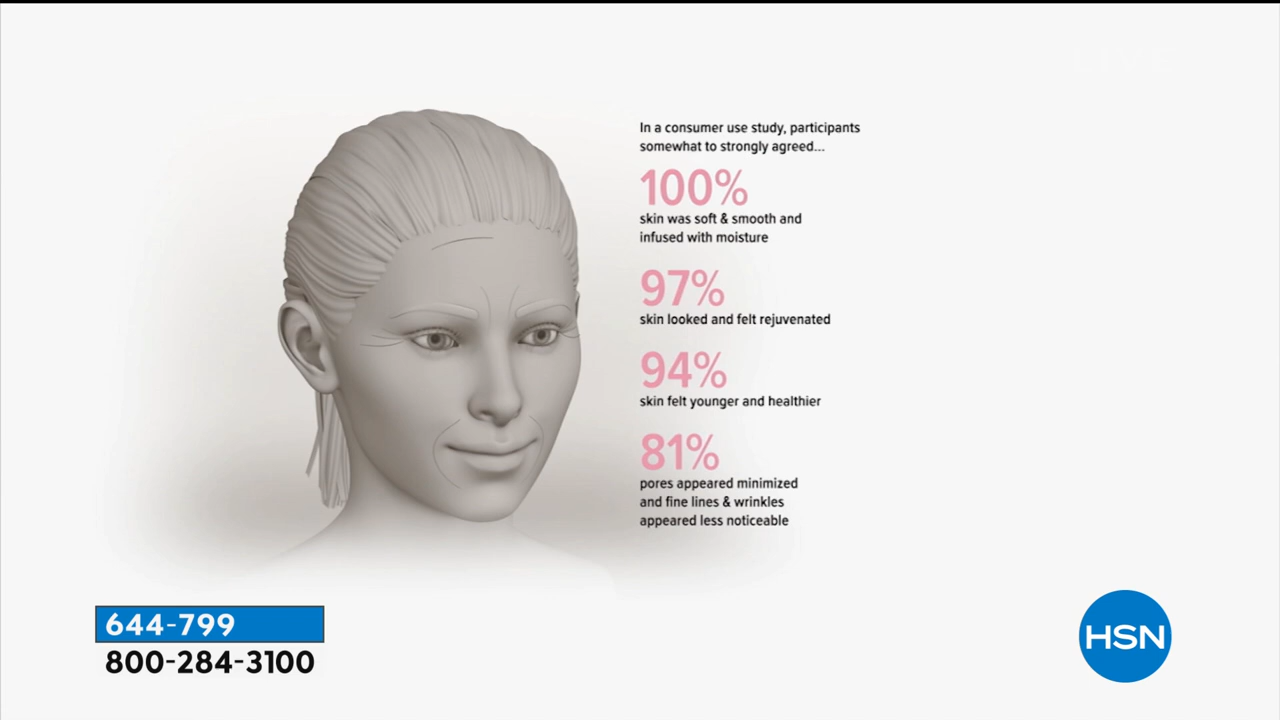 LIVE
In a consumer use study, participants
somewhat to strongly agreed...
100%
skin was soft & smooth and
infused with moisture
97%
skin looked and felt rejuvenated
94%
skin felt younger and healthier
81%
pores appeared minimized
and fine lines & wrinkles
appeared less noticeable
644-799
800-284-3100
HSN